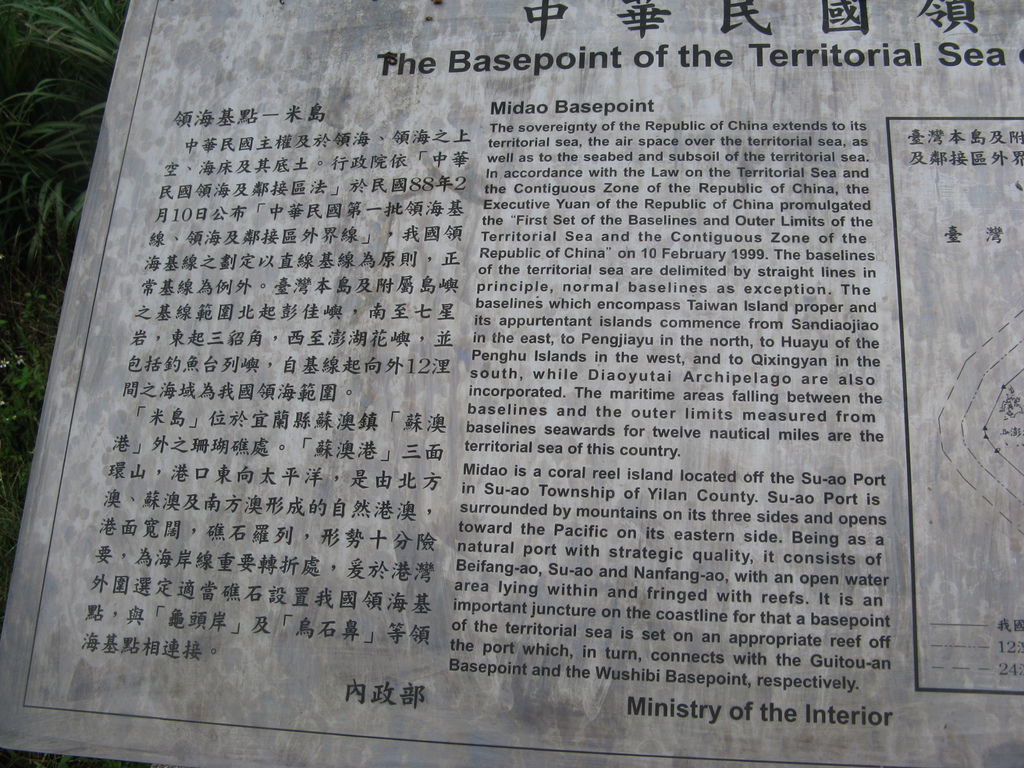 中華民國領
The Basepoint of the Territorial Sea
領海基點－米島
中華民國主權及於領海、領海之上
空、海床及其底土。行政院依「中華
民國領海及鄰接區法」於民國88年2
月10日公布「中華民國第一批領海基
線、領海及鄰接區外界線」，我國領
海基線之劃定以直線基線為原則，正
常基線為例外。臺灣本島及附屬島嶼
之基線範圍北起彭佳嶼，南至七星
岩，東起三貂角，西至澎湖花嶼，並
包括釣魚台列嶼，自基線起向外12浬
間之海域為我國領海範圍。
「米島」位於宜蘭縣蘇澳鎮「蘇澳
港」外之珊瑚礁處。「蘇澳港」三面
環山，港口東向太平洋，是由北方
澳、蘇澳及南方澳形成的自然港澳，
港面寬闊，礁石羅列，形勢十分險
要，為海岸線重要轉折處，爰於港灣
外圍選定適當礁石設置我國領海基
點，與「龜頭岸」及「烏石鼻」等領
海基點相連接。
內政部
Midao Basepoint
The sovereignty of the Republic of China extends to its
territorial sea, the air space over the territorial sea, as
well as to the seabed and subsoil of the territorial sea.
In accordance with the Law on the Territorial Sea and
the Contiguous Zone of the Republic of China, the
Executive Yuan of the Republic of China promulgated
the "First Set of the Baselines and Outer Limits of the
Territorial Sea and the Contiguous Zone of the
Republic of China" on 10 February 1999. The baselines
of the territorial sea are delimited by straight lines in
principle, normal baselines as exception. The
baselines which encompass Taiwan Island proper and
its appurtentant islands commence from Sandiaojiao
in the east, to Pengjiayu in the north, to Huayu of the
Penghu Islands in the west, and to Qixingyan in the
south, while Diaoyutai Archipelago are also
incorporated. The maritime areas falling between the
baselines and the outer limits measured from
baselines seawards for twelve nautical miles are the
territorial sea of this country.
Midao is a coral reel island located off the Su-ao Port
in Su-ao Township of Yilan County. Su-ao Port is
surrounded by mountains on its three sides and opens
toward the Pacific on its eastern side. Being as a
natural port with strategic quality, it consists of
Beifang-ao, Su-ao and Nanfang-ao, with an open water
area lying within and fringed with reefs. It is an
important juncture on the coastline for that a basepoint
of the territorial sea is set on an appropriate reef off
the port which, in turn, connects with the Guitou-an
Basepoint and the Wushibi Basepoint, respectively.
Ministry of the Interior
臺灣本島及附
及鄰接區外界
臺灣
我國
12浬
24浬